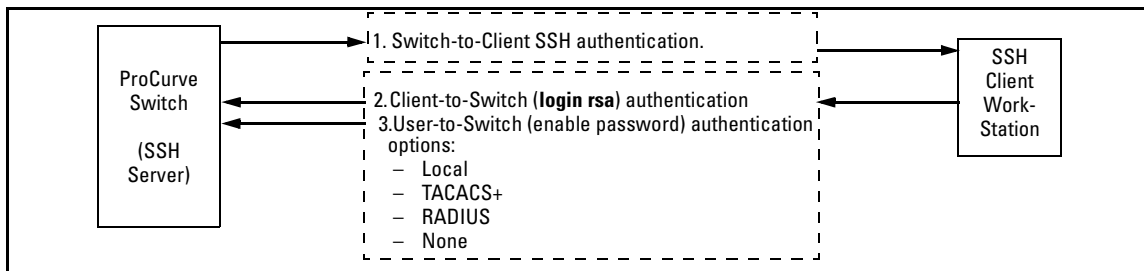 ProCurve
Switch
(SSH
Server)
1. Switch-to-Client SSH authentication.
2.Client-to-Switch (login rsa) authentication
3.User-to-Switch (enable password) authentication
options:
– Local
– TACACS+
– RADIUS
– None
SSH
Client
Work-
Station